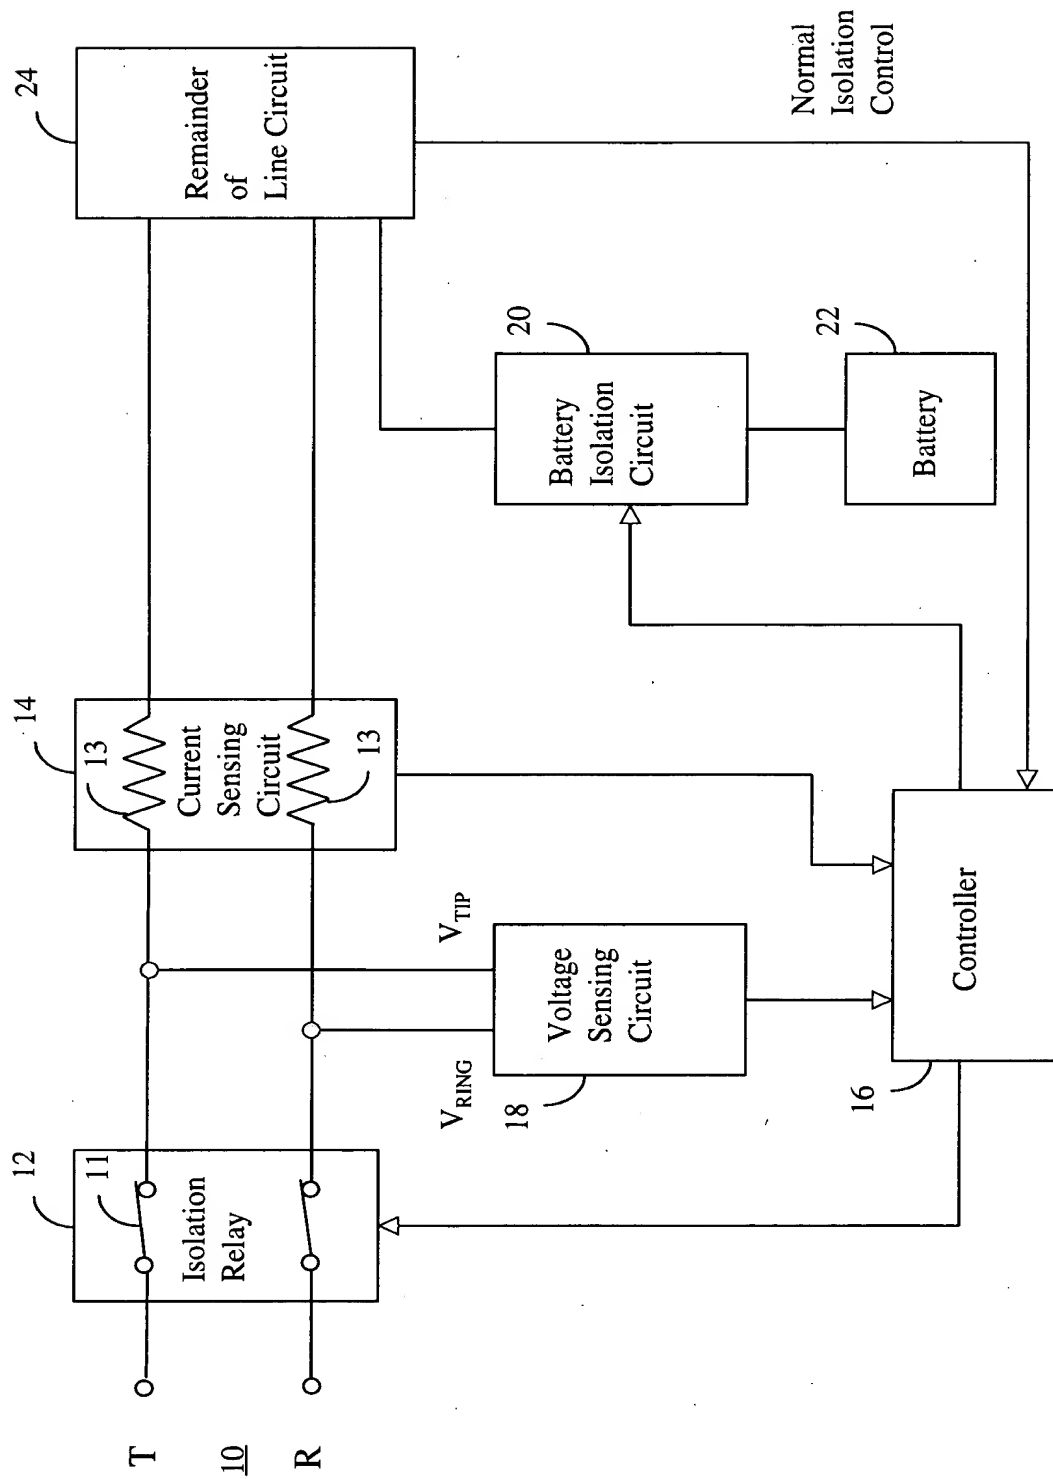 T
10
R
12
11
Isolation
Relay
V_RING
V_TIP
18
Voltage
Sensing
Circuit
14
13
Current
Sensing
Circuit
13
16
Controller
20
Battery
Isolation
Circuit
22
Battery
24
Remainder
of
Line Circuit
Normal
Isolation
Control